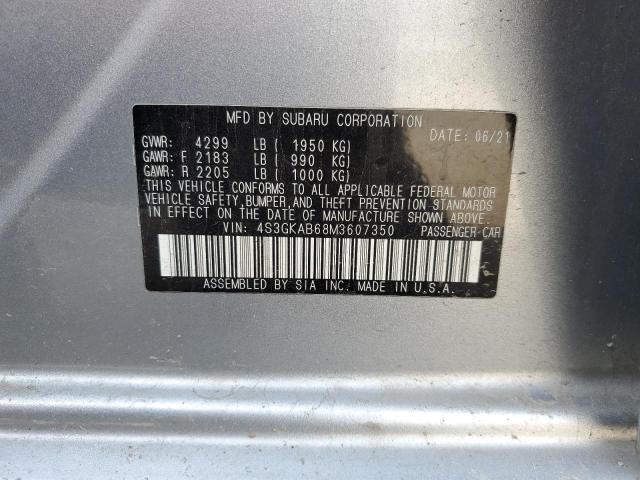 MFD BY SUBARU CORPORATION
DATE: 06/21
GVWR: 4299 LB ( 1950 KG)
GAWR: F 2183 LB ( 990 KG)
GAWR: R 2205 LB ( 1000 KG)
THIS VEHICLE CONFORMS TO ALL APPLICABLE FEDERAL MOTOR
VEHICLE SAFETY, BUMPER, AND THEFT PREVENTION STANDARDS
IN EFFECT ON THE DATE OF MANUFACTURE SHOWN ABOVE.
VIN: 4S3GKAB68M3607350 PASSENGER CAR
ASSEMBLED BY SIA INC. MADE IN U.S.A.